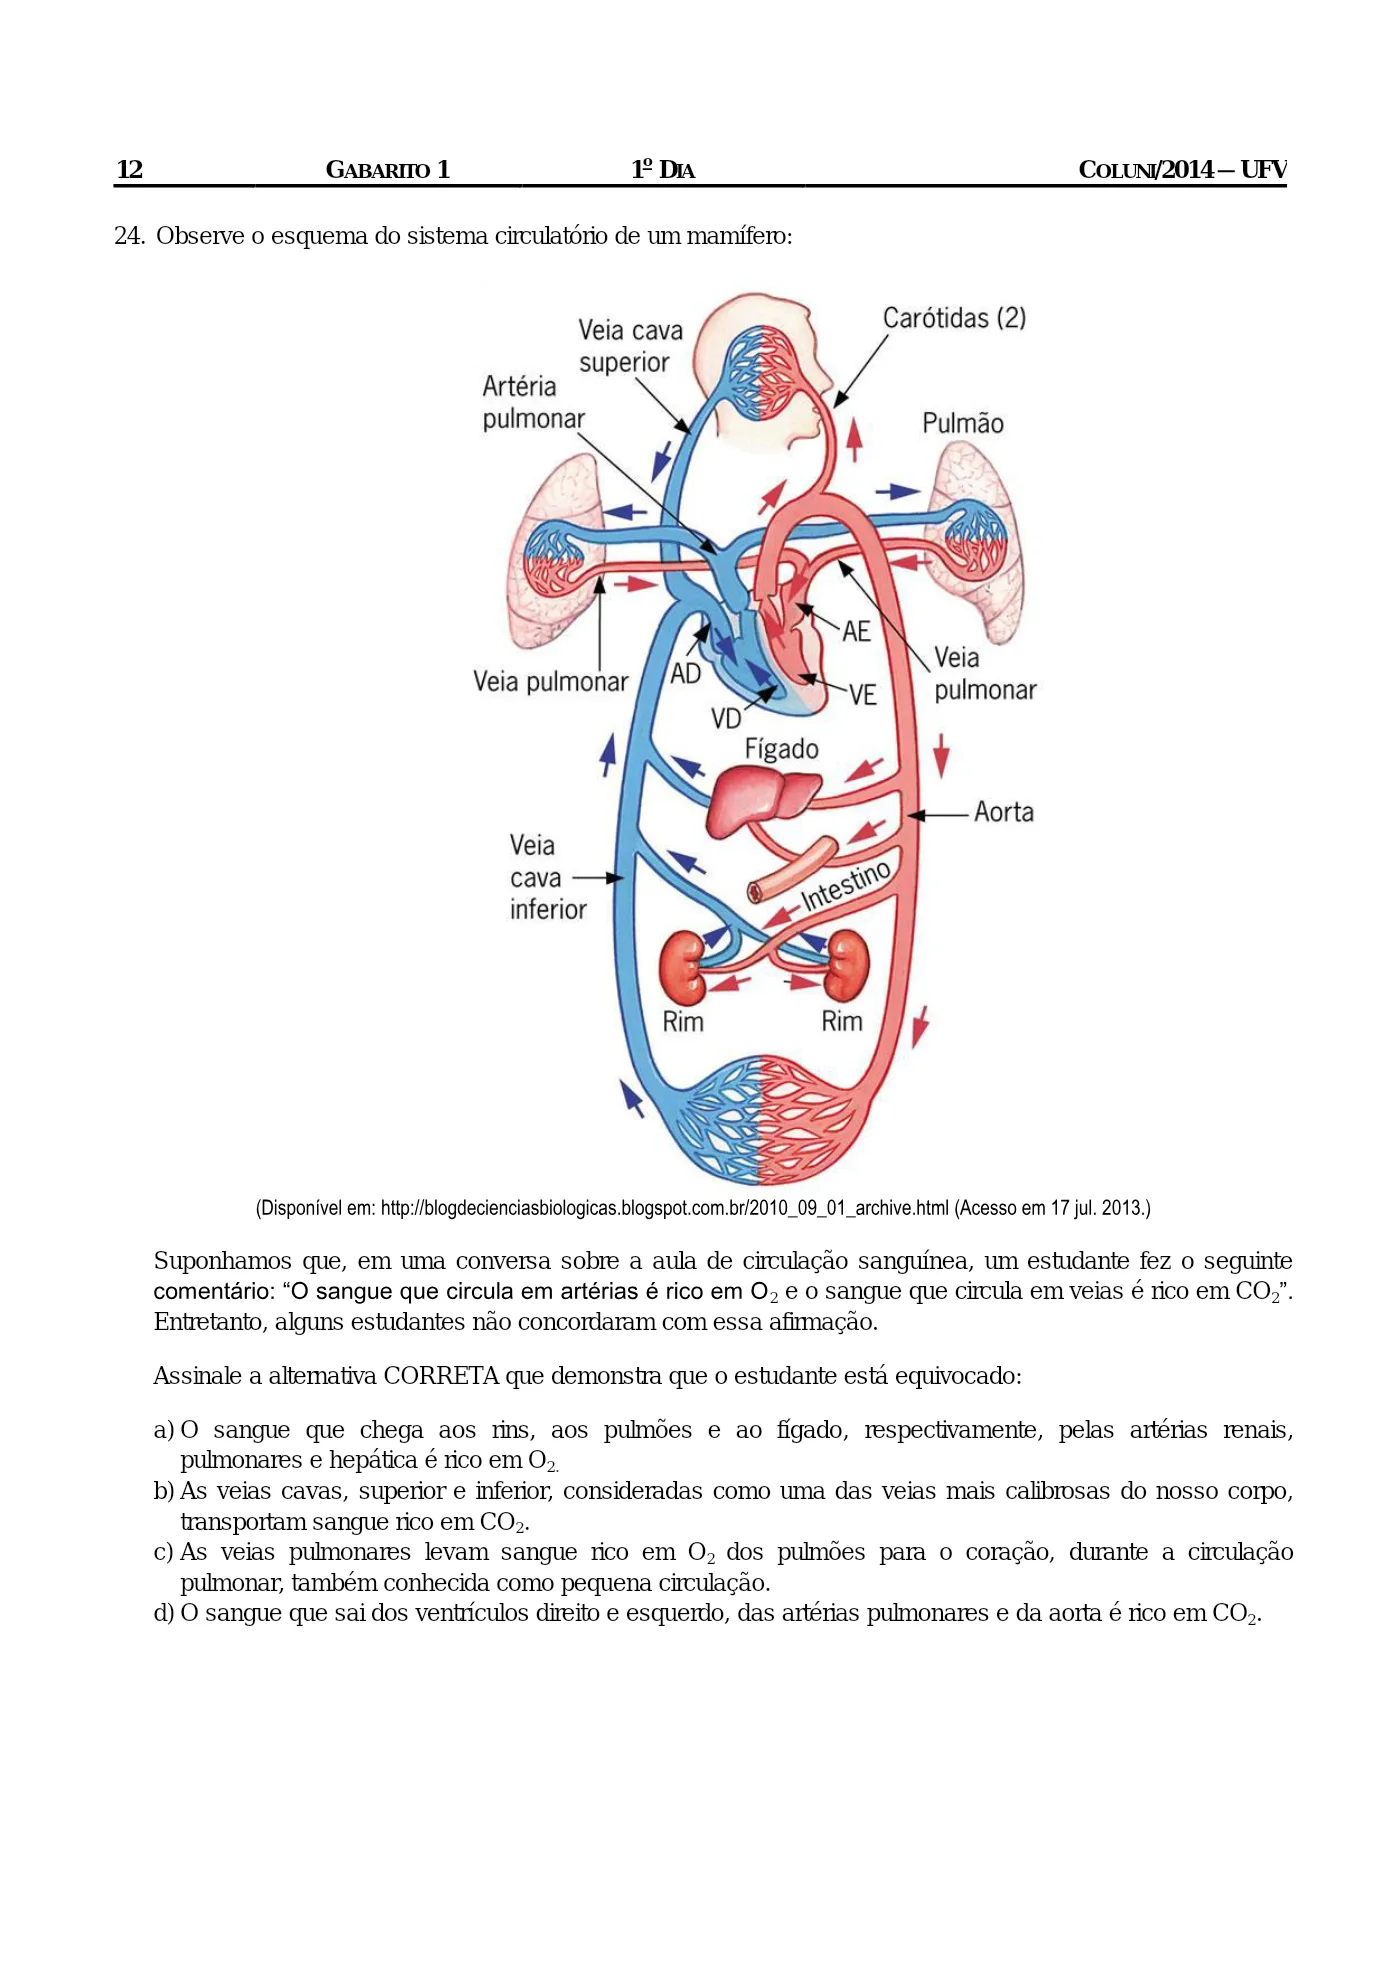 12 GABARITO 1 1º DIA COLUNI/2014 — UFV
24. Observe o esquema do sistema circulatório de um mamífero:
Carótidas (2)
Veia cava
superior
Artéria
pulmonar
Pulmão
AE
Veia
pulmonar
AD
Veia pulmonar
VE
VD
Fígado
Aorta
Veia
cava
inferior
Intestino
Rim
Rim
(Disponível em: http://blogdecienciasbiologicas.blogspot.com.br/2010_09_01_archive.html (Acesso em 17 jul. 2013.)
Suponhamos que, em uma conversa sobre a aula de circulação sanguínea, um estudante fez o seguinte
comentário: “O sangue que circula em artérias é rico em O2 e o sangue que circula em veias é rico em CO2”.
Entretanto, alguns estudantes não concordaram com essa afirmação.
Assinale a alternativa CORRETA que demonstra que o estudante está equivocado:
a) O sangue que chega aos rins, aos pulmões e ao fígado, respectivamente, pelas artérias renais,
pulmonares e hepática é rico em O2.
b) As veias cavas, superior e inferior, consideradas como uma das veias mais calibrosas do nosso corpo,
transportam sangue rico em CO2.
c) As veias pulmonares levam sangue rico em O2 dos pulmões para o coração, durante a circulação
pulmonar, também conhecida como pequena circulação.
d) O sangue que sai dos ventrículos direito e esquerdo, das artérias pulmonares e da aorta é rico em CO2.